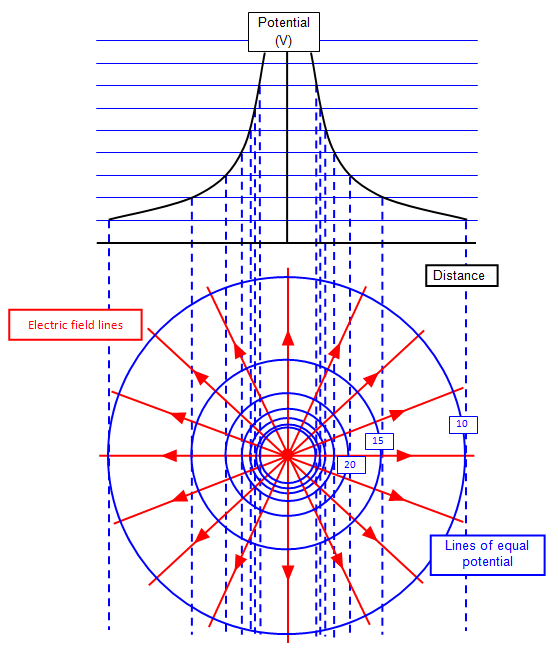 Potential
(V)
Distance
Electric field lines
10
15
20
Lines of equal
potential